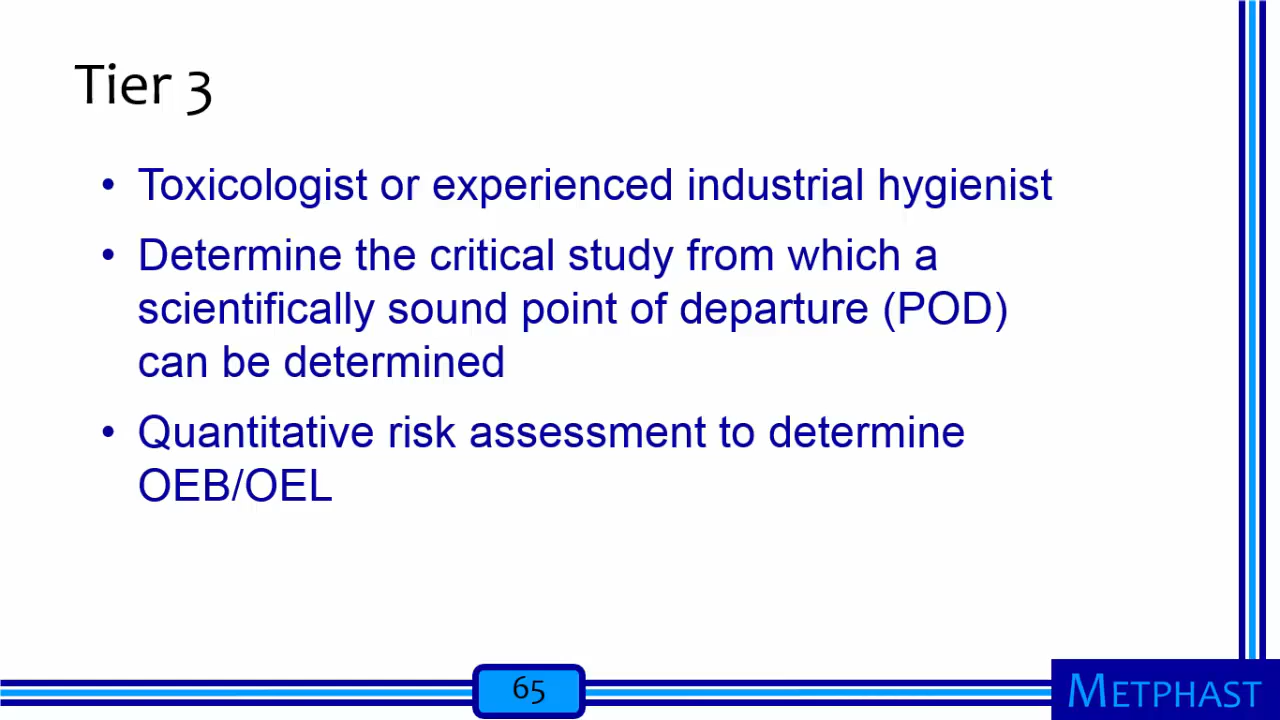 Tier 3
• Toxicologist or experienced industrial hygienist
• Determine the critical study from which a
scientifically sound point of departure (POD)
can be determined
• Quantitative risk assessment to determine
OEB/OEL
65
METPHAST